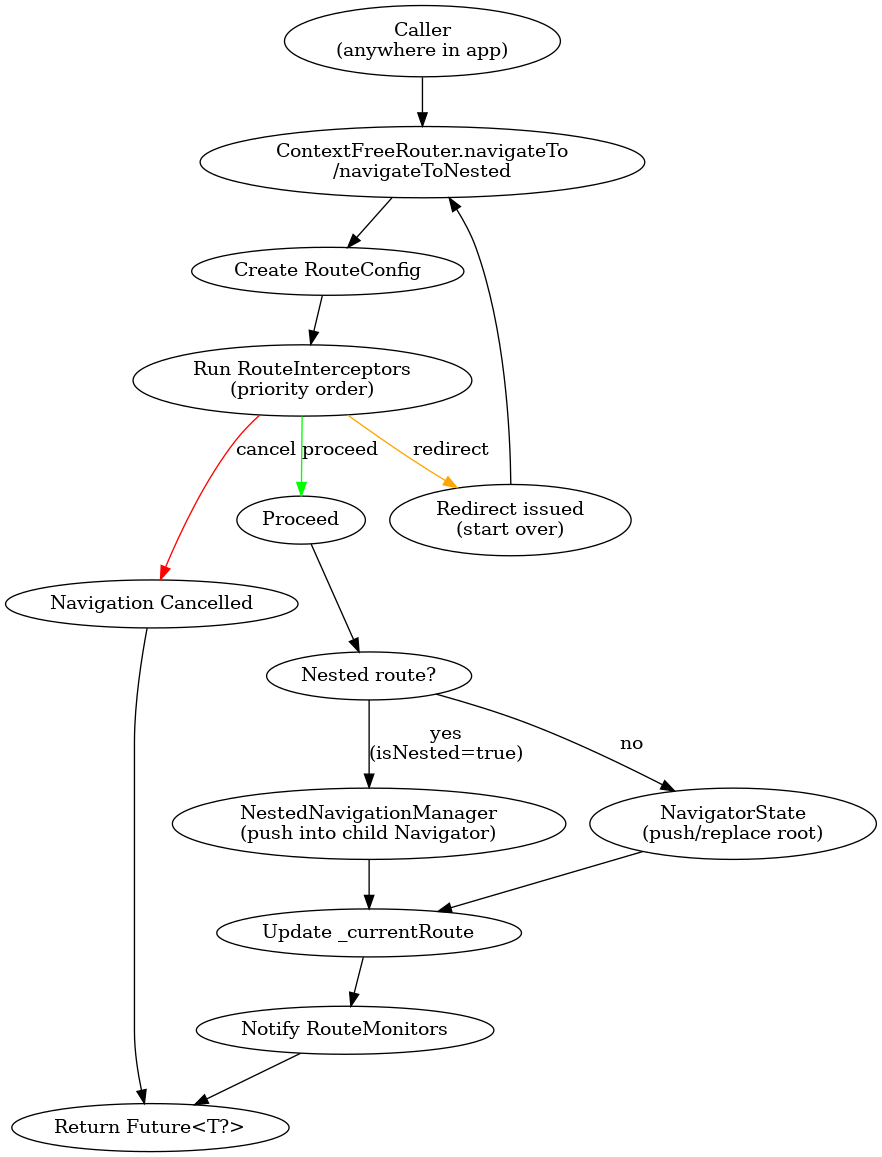 Caller
(anywhere in app)
ContextFreeRouter.navigateTo
/navigateToNested
Create RouteConfig
Run RouteInterceptors
(priority order)
cancel
proceed
redirect
Proceed
Redirect issued
(start over)
Navigation Cancelled
Nested route?
yes
(isNested=true)
no
NestedNavigationManager
(push into child Navigator)
NavigatorState
(push/replace root)
Update _currentRoute
Notify RouteMonitors
Return Future<T?>